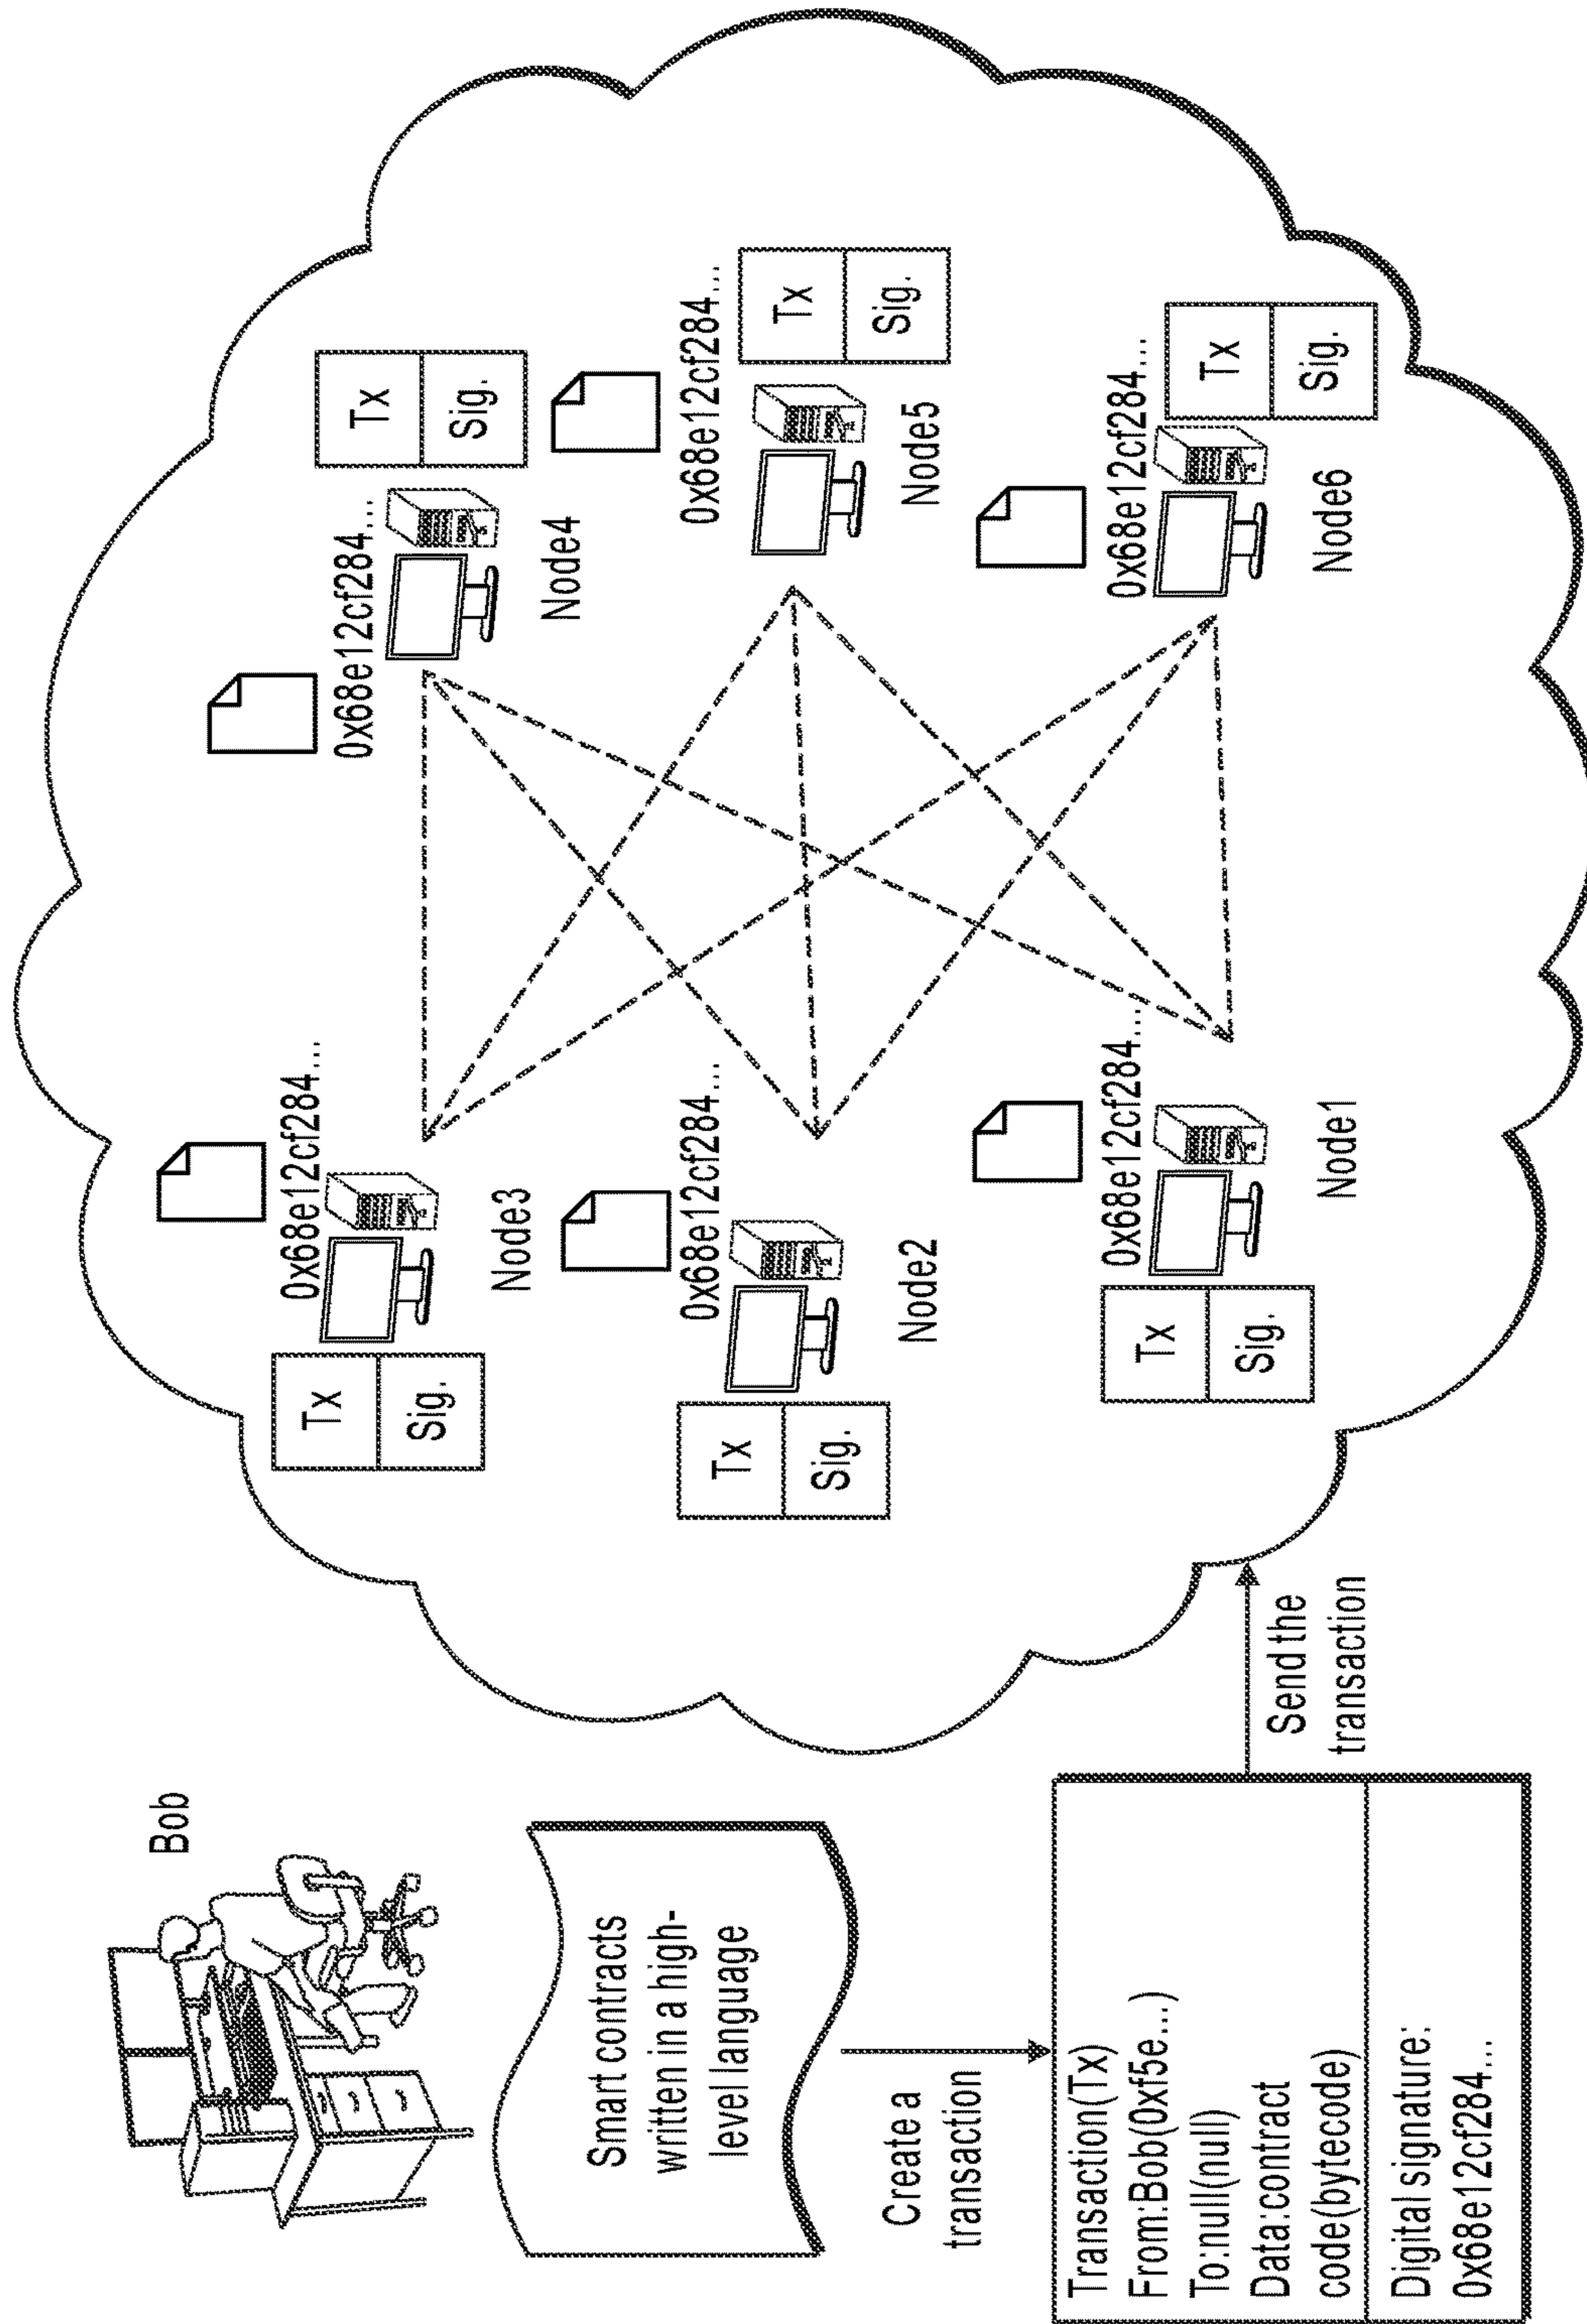 Bob
Smart contracts
written in a high-
level language
Create a
transaction
Transaction(Tx)
From:Bob(0xf5e...)
To:null(null)
Data:contract
code(bytecode)
Digital signature:
0x68e12cf284...
Send the
transaction
0x68e12cf284...
Tx
Sig.
Node3
0x68e12cf284...
Tx
Sig.
Node2
0x68e12cf284...
Tx
Sig.
Node1
0x68e12cf284...
Tx
Sig.
Node4
0x68e12cf284...
Tx
Sig.
Node5
0x68e12cf284...
Tx
Sig.
Node6